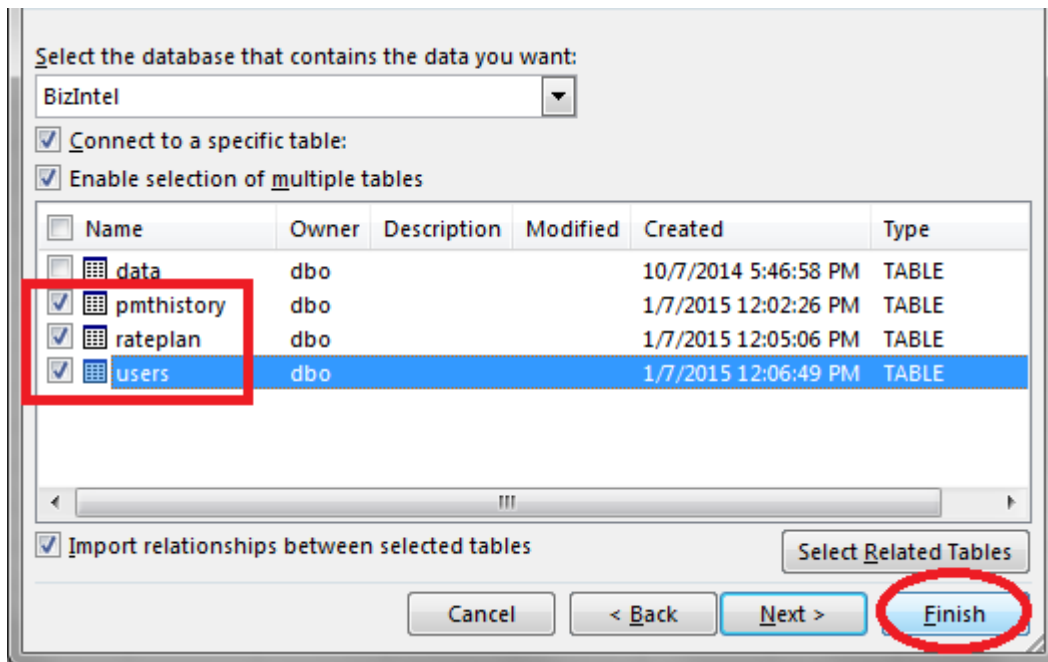 Select the database that contains the data you want:
BizIntel
Connect to a specific table:
Enable selection of multiple tables
Name Owner Description Modified Created Type
data dbo 10/7/2014 5:46:58 PM TABLE
pmthistory dbo 1/7/2015 12:02:26 PM TABLE
rateplan dbo 1/7/2015 12:05:06 PM TABLE
users dbo 1/7/2015 12:06:49 PM TABLE
Import relationships between selected tables
Select Related Tables
Cancel < Back Next > Finish